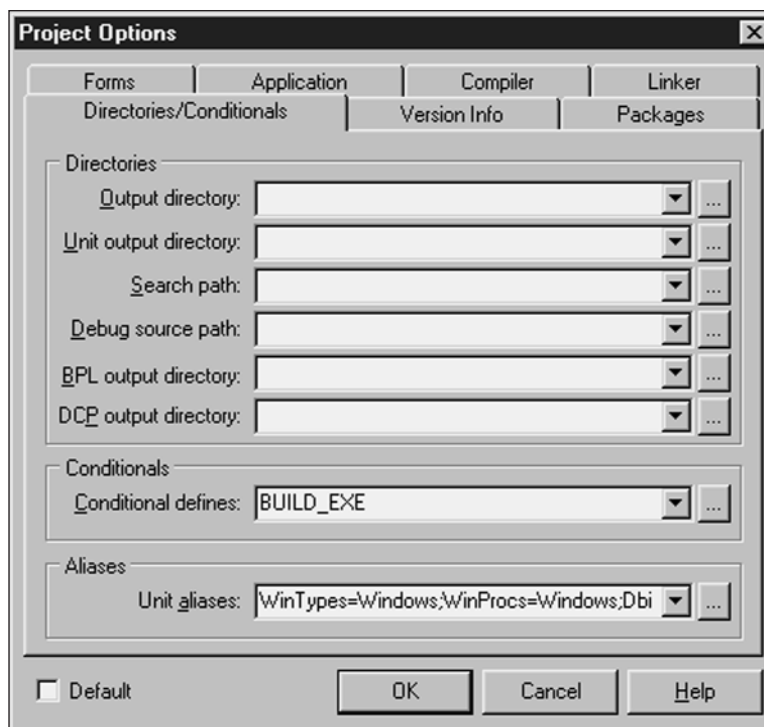 Project Options
Forms Application Compiler Linker
Directories/Conditionals Version Info Packages
Directories
Output directory: ...
Unit output directory: ...
Search path: ...
Debug source path: ...
BPL output directory: ...
DCP output directory: ...
Conditionals
Conditional defines: BUILD_EXE ...
Aliases
Unit aliases: WinTypes=Windows;WinProcs=Windows;Dbi ...
Default OK Cancel Help